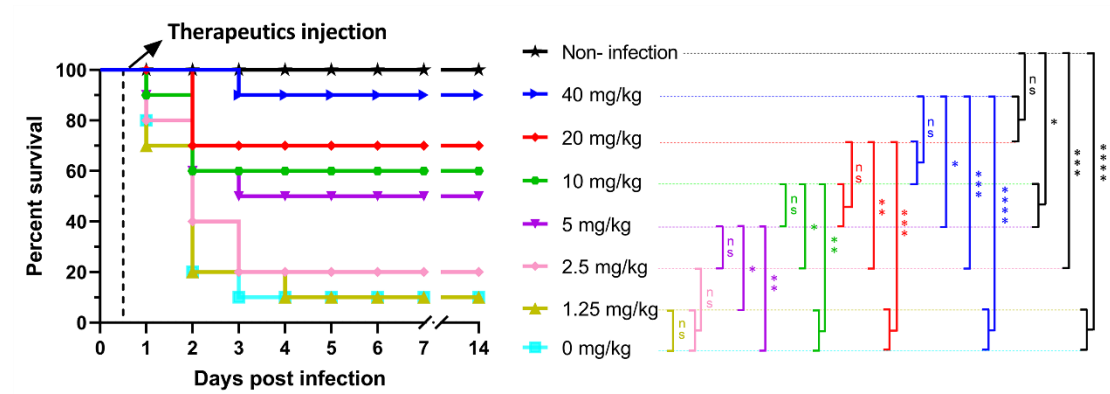 Therapeutics injection
Percent survival
100
80
60
40
20
0
0 1 2 3 4 5 6 7 14
Days post infection
Non- infection
40 mg/kg
20 mg/kg
10 mg/kg
5 mg/kg
2.5 mg/kg
1.25 mg/kg
0 mg/kg
ns
ns
ns
*
**
ns
*
**
ns
**
***
ns
*
***
****
ns
*
***
****